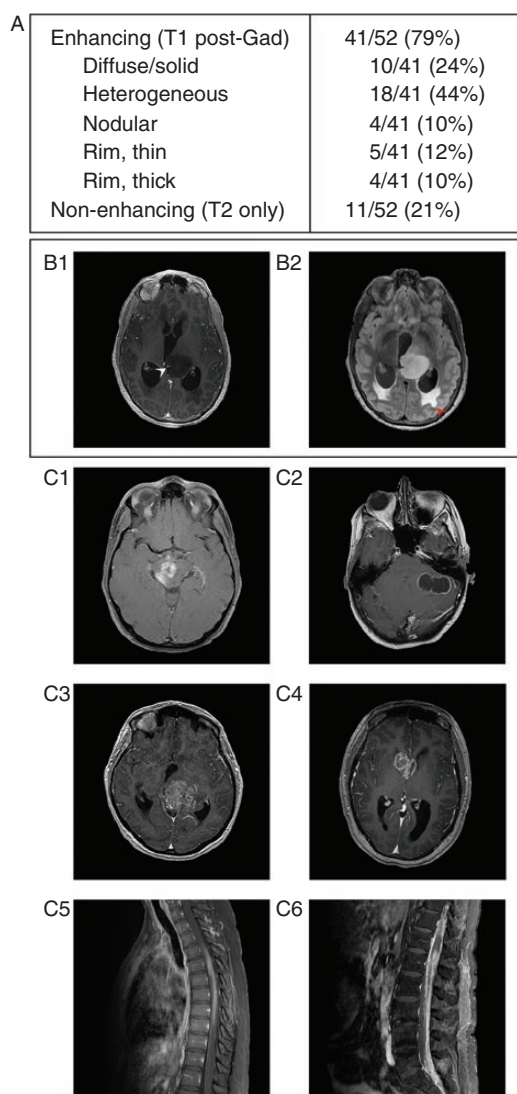 A
Enhancing (T1 post-Gad) 41/52 (79%)
Diffuse/solid 10/41 (24%)
Heterogeneous 18/41 (44%)
Nodular 4/41 (10%)
Rim, thin 5/41 (12%)
Rim, thick 4/41 (10%)
Non-enhancing (T2 only) 11/52 (21%)
B1 B2
C1 C2
C3 C4
C5 C6